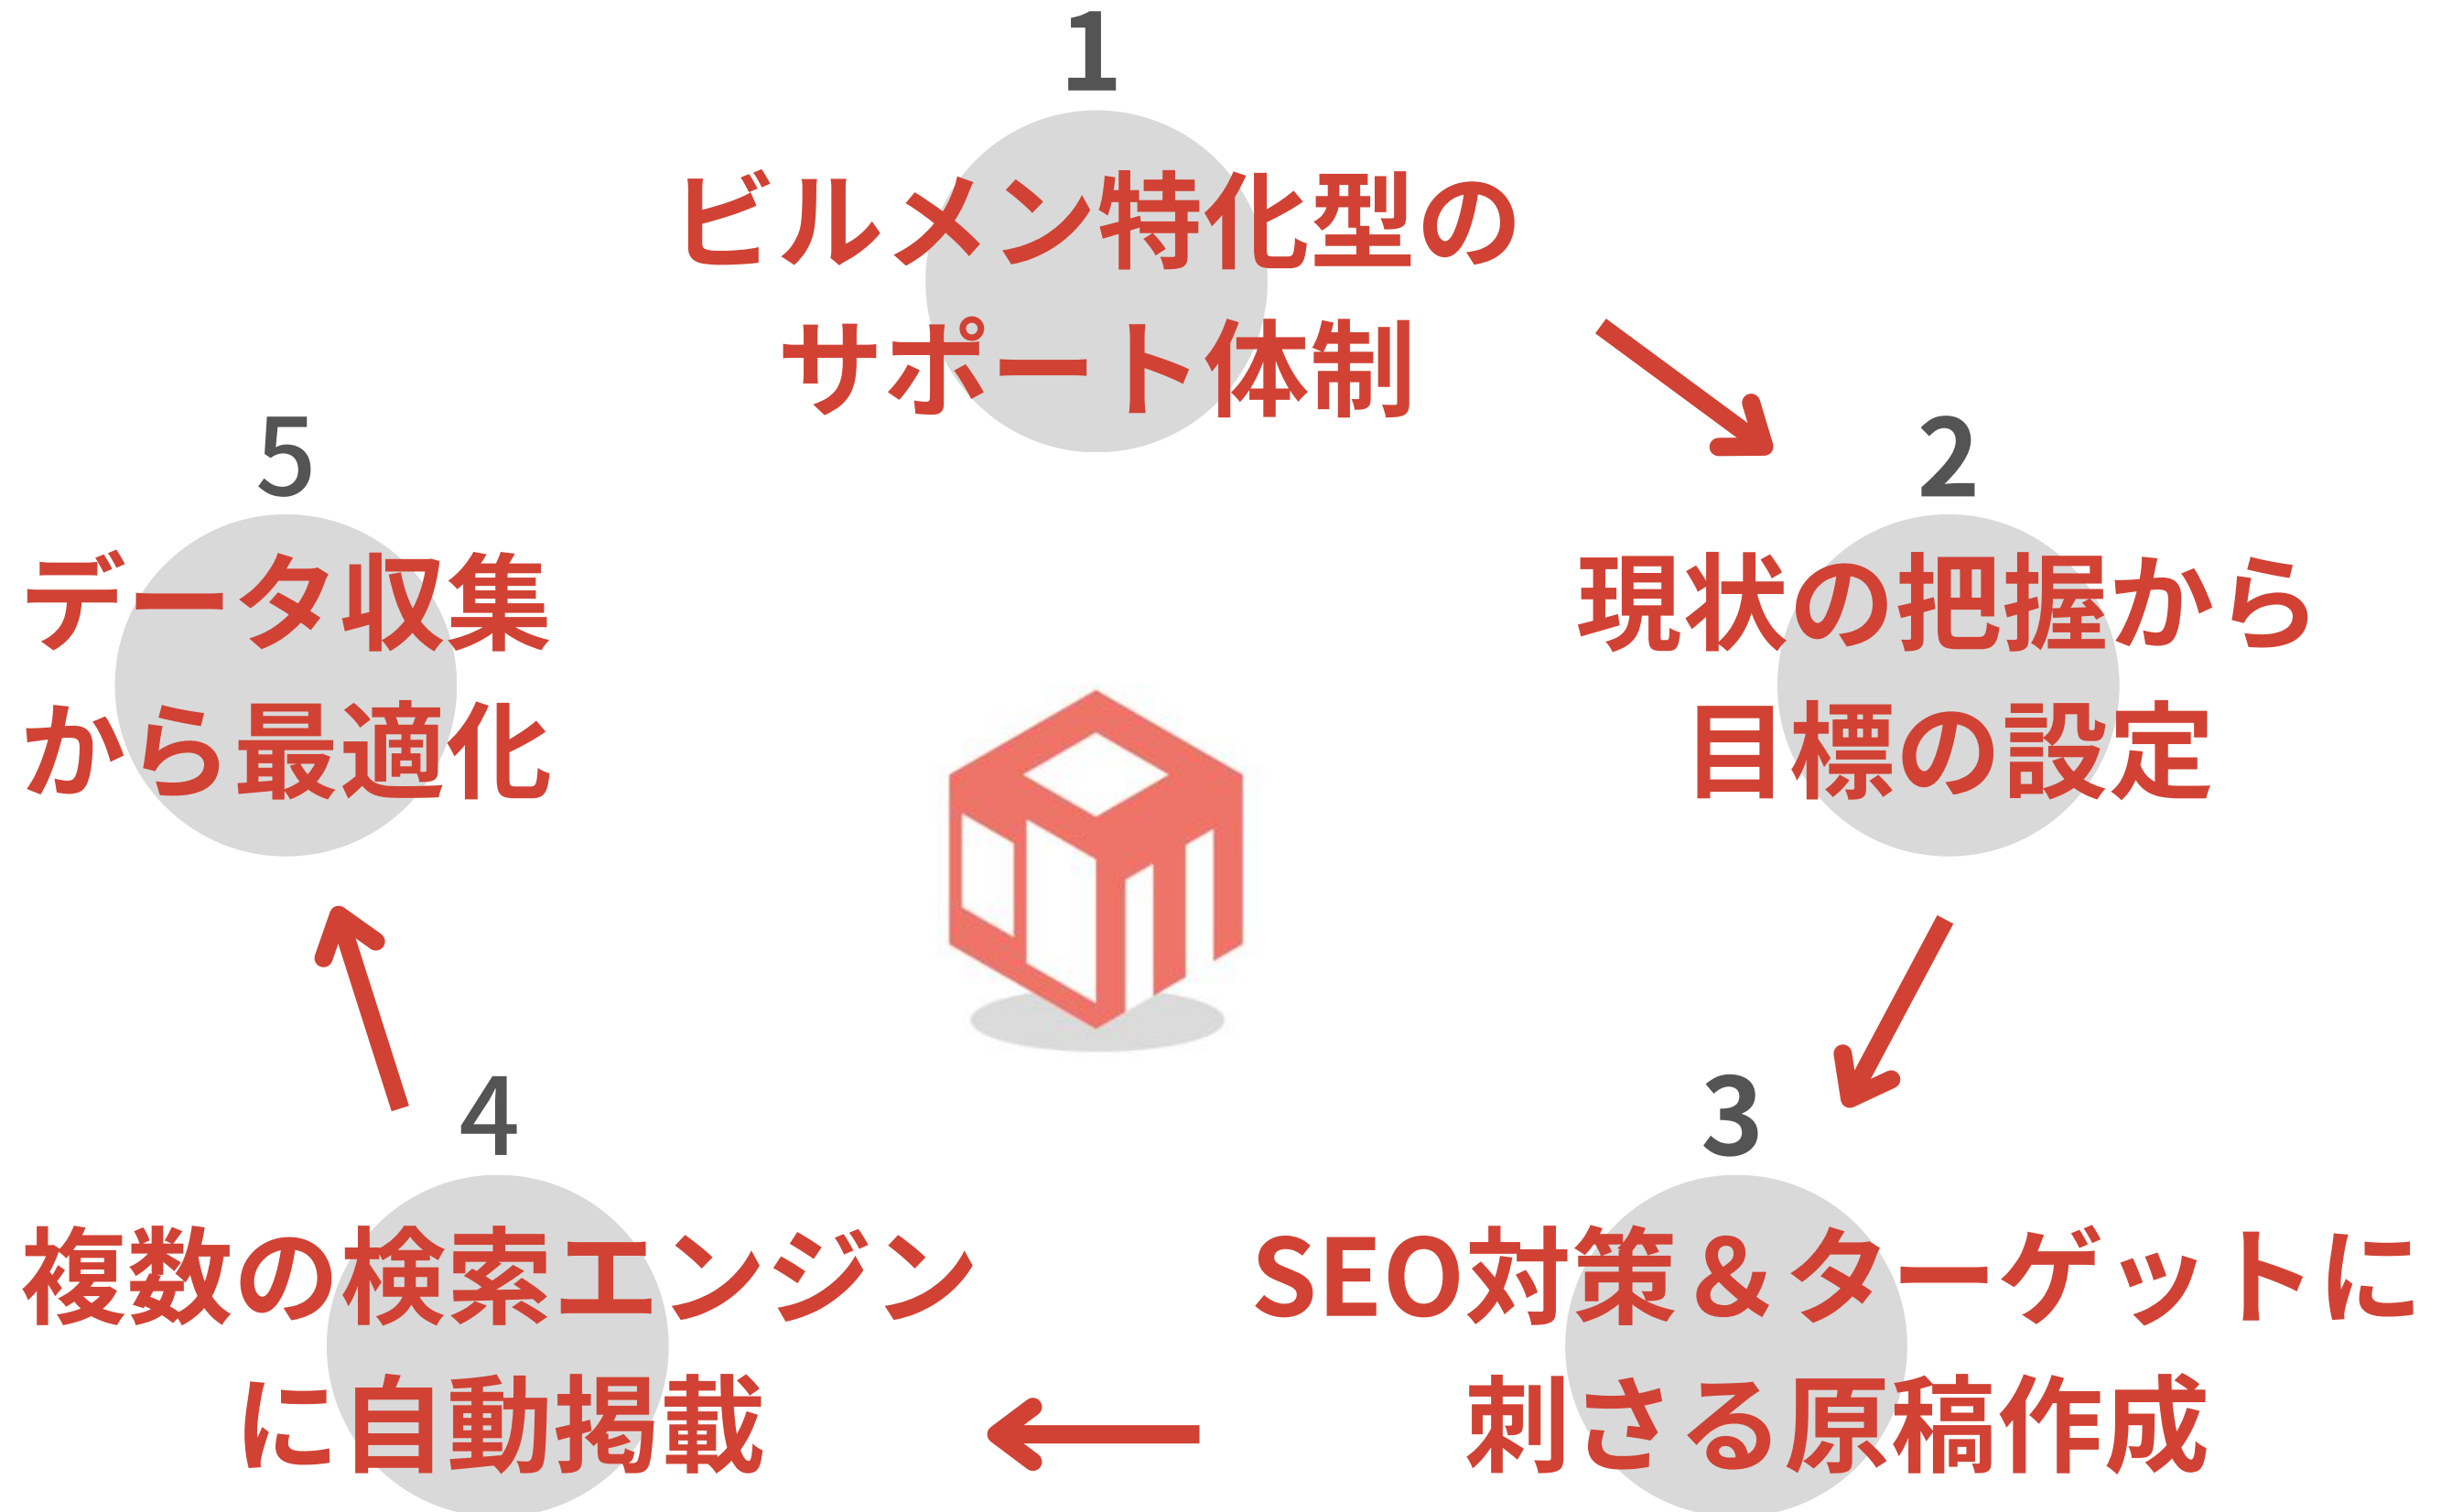 1
ビルメン特化型の
サポート体制
2
現状の把握から
目標の設定
3
SEO対策&ターゲットに
刺さる原稿作成
4
複数の検索エンジン
に自動掲載
5
データ収集
から最適化